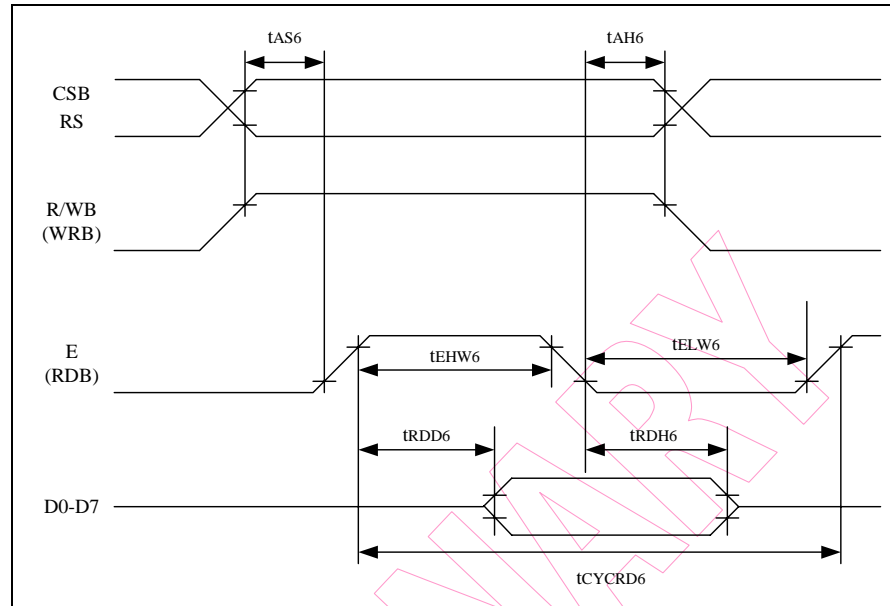 tAS6
tAH6
CSB
RS
R/WB
(WRB)
E
(RDB)
tEHW6
tELW6
tRDD6
tRDH6
D0-D7
tCYCRD6